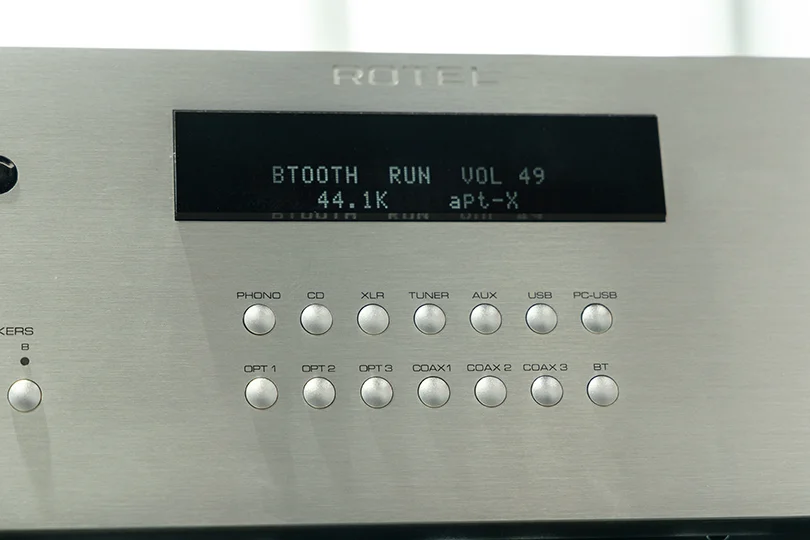 ROTEL
BTOOTH RUN VOL 49
44.1K apt-X
PHONO CD XLR TUNER AUX USB PC-USB
KERS
B
OPT 1 OPT 2 OPT 3 COAX1 COAX 2 COAX 3 BT